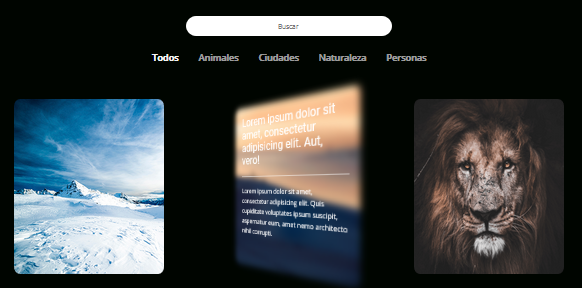 Buscar
Todos Animales Ciudades Naturaleza Personas
Lorem ipsum dolor sit
amet, consectetur
adipisicing elit. Aut,
vero!
Lorem ipsum dolor sit amet,
consectetur adipisicing elit. Quis
cupiditate voluptates ipsum suscipit,
aspernatur eum, amet nemo architecto
nihil corrupti.